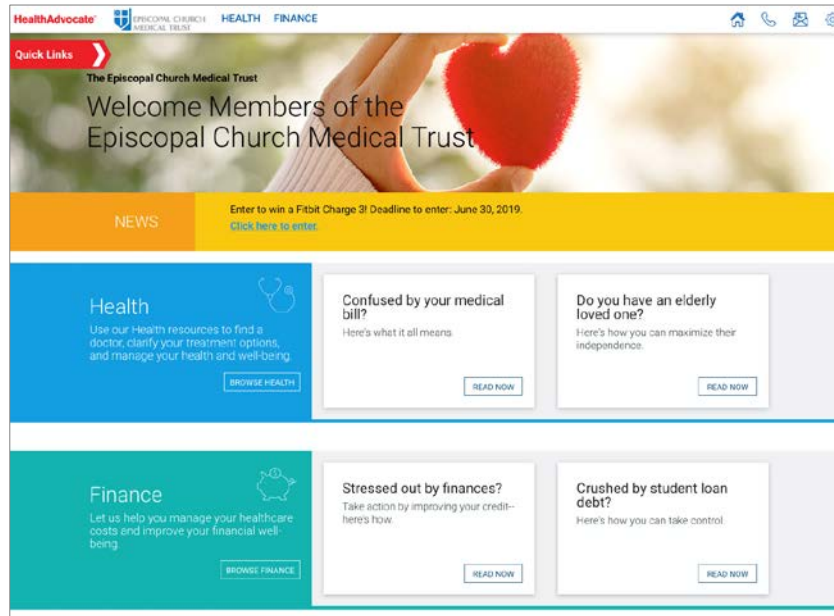 HealthAdvocate
EPISCOPAL CHURCH
MEDICAL TRUST
HEALTH FINANCE
Quick Links
The Episcopal Church Medical Trust
Welcome Members of the
Episcopal Church Medical Trust
NEWS
Enter to win a Fitbit Charge 3! Deadline to enter: June 30, 2019.
Click here to enter.
Health
Use our Health resources to find a
doctor, clarify your treatment options,
and manage your health and well-being.
BROWSE HEALTH
Confused by your medical
bill?
Here's what it all means.
READ NOW
Do you have an elderly
loved one?
Here's how you can maximize their
independence.
READ NOW
Finance
Let us help you manage your healthcare
costs and improve your financial well-
being.
BROWSE FINANCE
Stressed out by finances?
Take action by improving your credit--
here's how.
READ NOW
Crushed by student loan
debt?
Here's how you can take control.
READ NOW